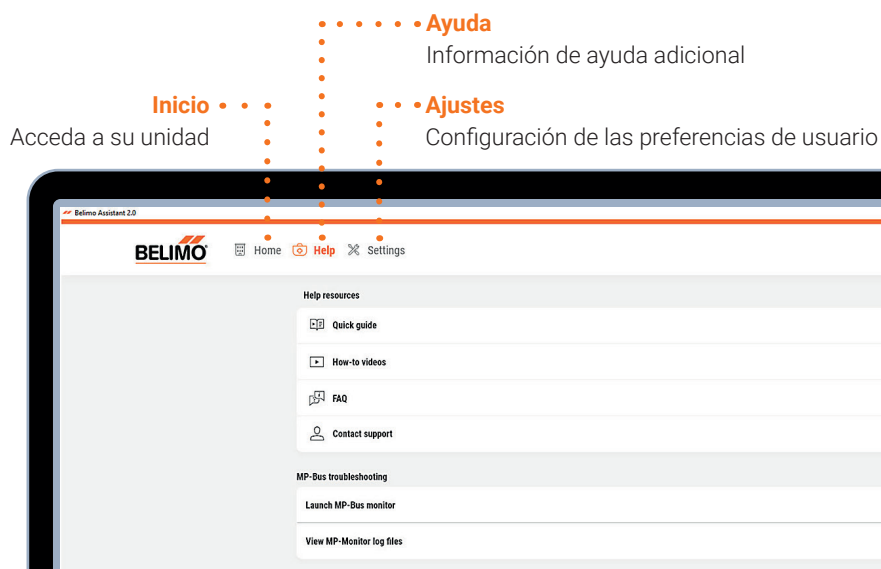 Ayuda
Información de ayuda adicional
Inicio
Ajustes
Acceda a su unidad
Configuración de las preferencias de usuario
Belimo Assistant 2.0
BELIMO
Home
Help
Settings
Help resources
Quick guide
How-to videos
FAQ
Contact support
MP-Bus troubleshooting
Launch MP-Bus monitor
View MP-Monitor log files